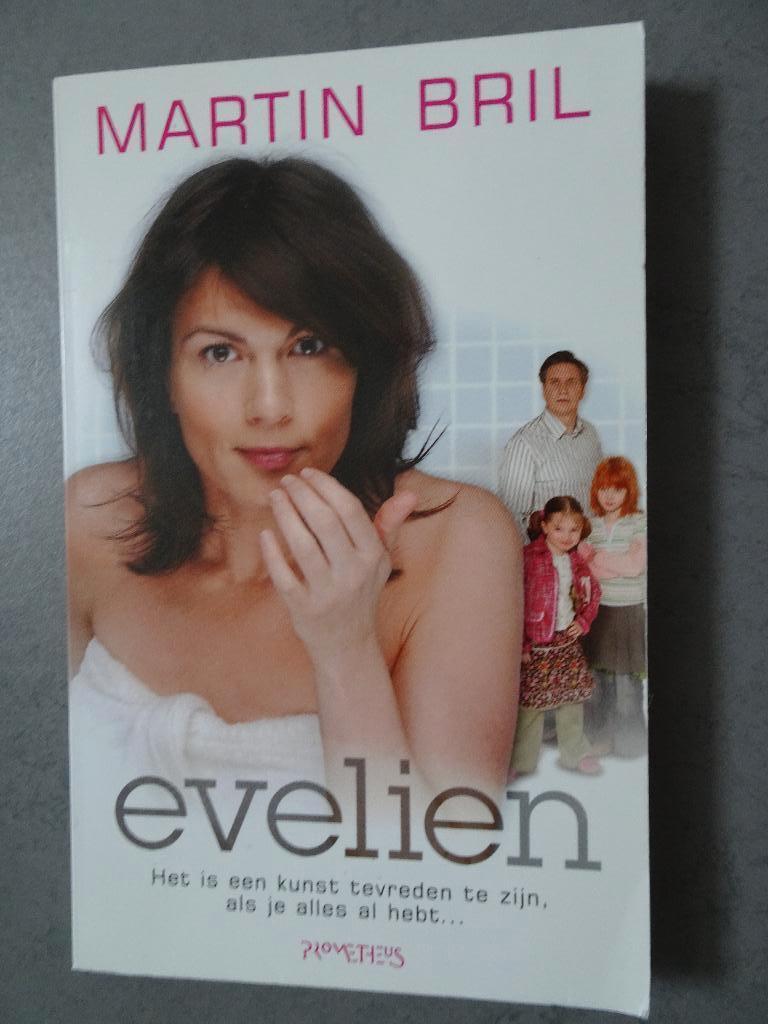 MARTIN BRIL
evelien
Het is een kunst tevreden te zijn,
als je alles al hebt...
PROMETHEUS